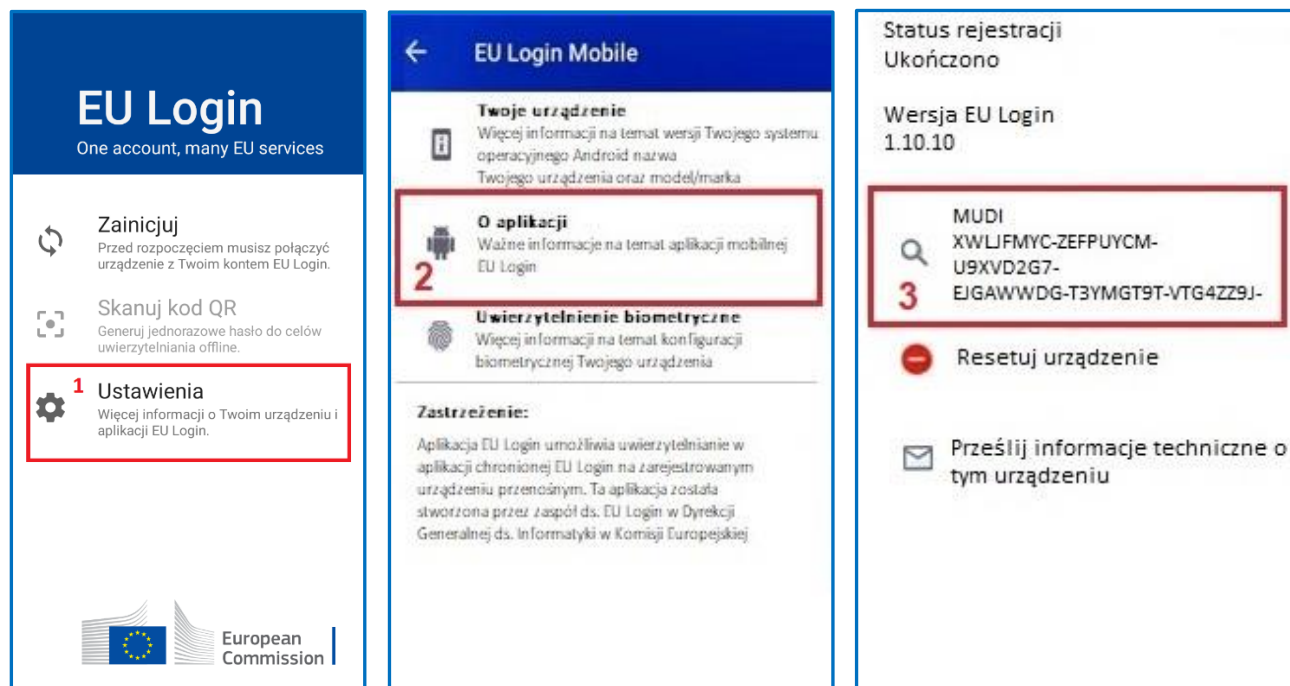 EU Login
One account, many EU services
Zainicjuj
Przed rozpoczęciem musisz połączyć
urządzenie z Twoim kontem EU Login.
Skanuj kod QR
Generuj jednorazowe hasło do celów
uwierzytelniania offline.
1
Ustawienia
Więcej informacji o Twoim urządzeniu i
aplikacji EU Login.
European
Commission
EU Login Mobile
Twoje urządzenie
Więcej informacji na temat wersji Twojego systemu
operacyjnego Android nazwa
Twojego urządzenia oraz model/marka
O aplikacji
Ważne informacje na temat aplikacji mobilnej
EU Login
2
Uwierzytelnienie biometryczne
Więcej informacji na temat konfiguracji
biometrycznej Twojego urządzenia
Zastrzeżenie:
Aplikacja EU Login umożliwia uwierzytelnianie w
aplikacji chronionej EU Login na zarejestrowanym
urządzeniu przenośnym. Ta aplikacja została
stworzona przez zaspół ds. EU Login w Dyrekcji
Generalnej ds. Informatyki w Komisji Europejskiej
Status rejestracji
Ukończono
Wersja EU Login
1.10.10
MUDI
XWLJFMYC-ZEFPUYCM-
U9XVD2G7-
EJGAWWDG-T3YMGT9T-VTG4ZZ9J-
3
Resetuj urządzenie
Prześlij informacje techniczne o
tym urządzeniu